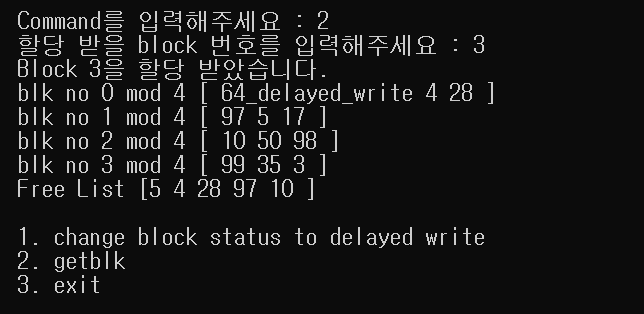 Command를 입력해주세요 : 2
할당 받을 block 번호를 입력해주세요 : 3
Block 3을 할당 받았습니다.
blk no 0 mod 4 [ 64_delayed_write 4 28 ]
blk no 1 mod 4 [ 97 5 17 ]
blk no 2 mod 4 [ 10 50 98 ]
blk no 3 mod 4 [ 99 35 3 ]
Free List [5 4 28 97 10 ]
1. change block status to delayed write
2. getblk
3. exit